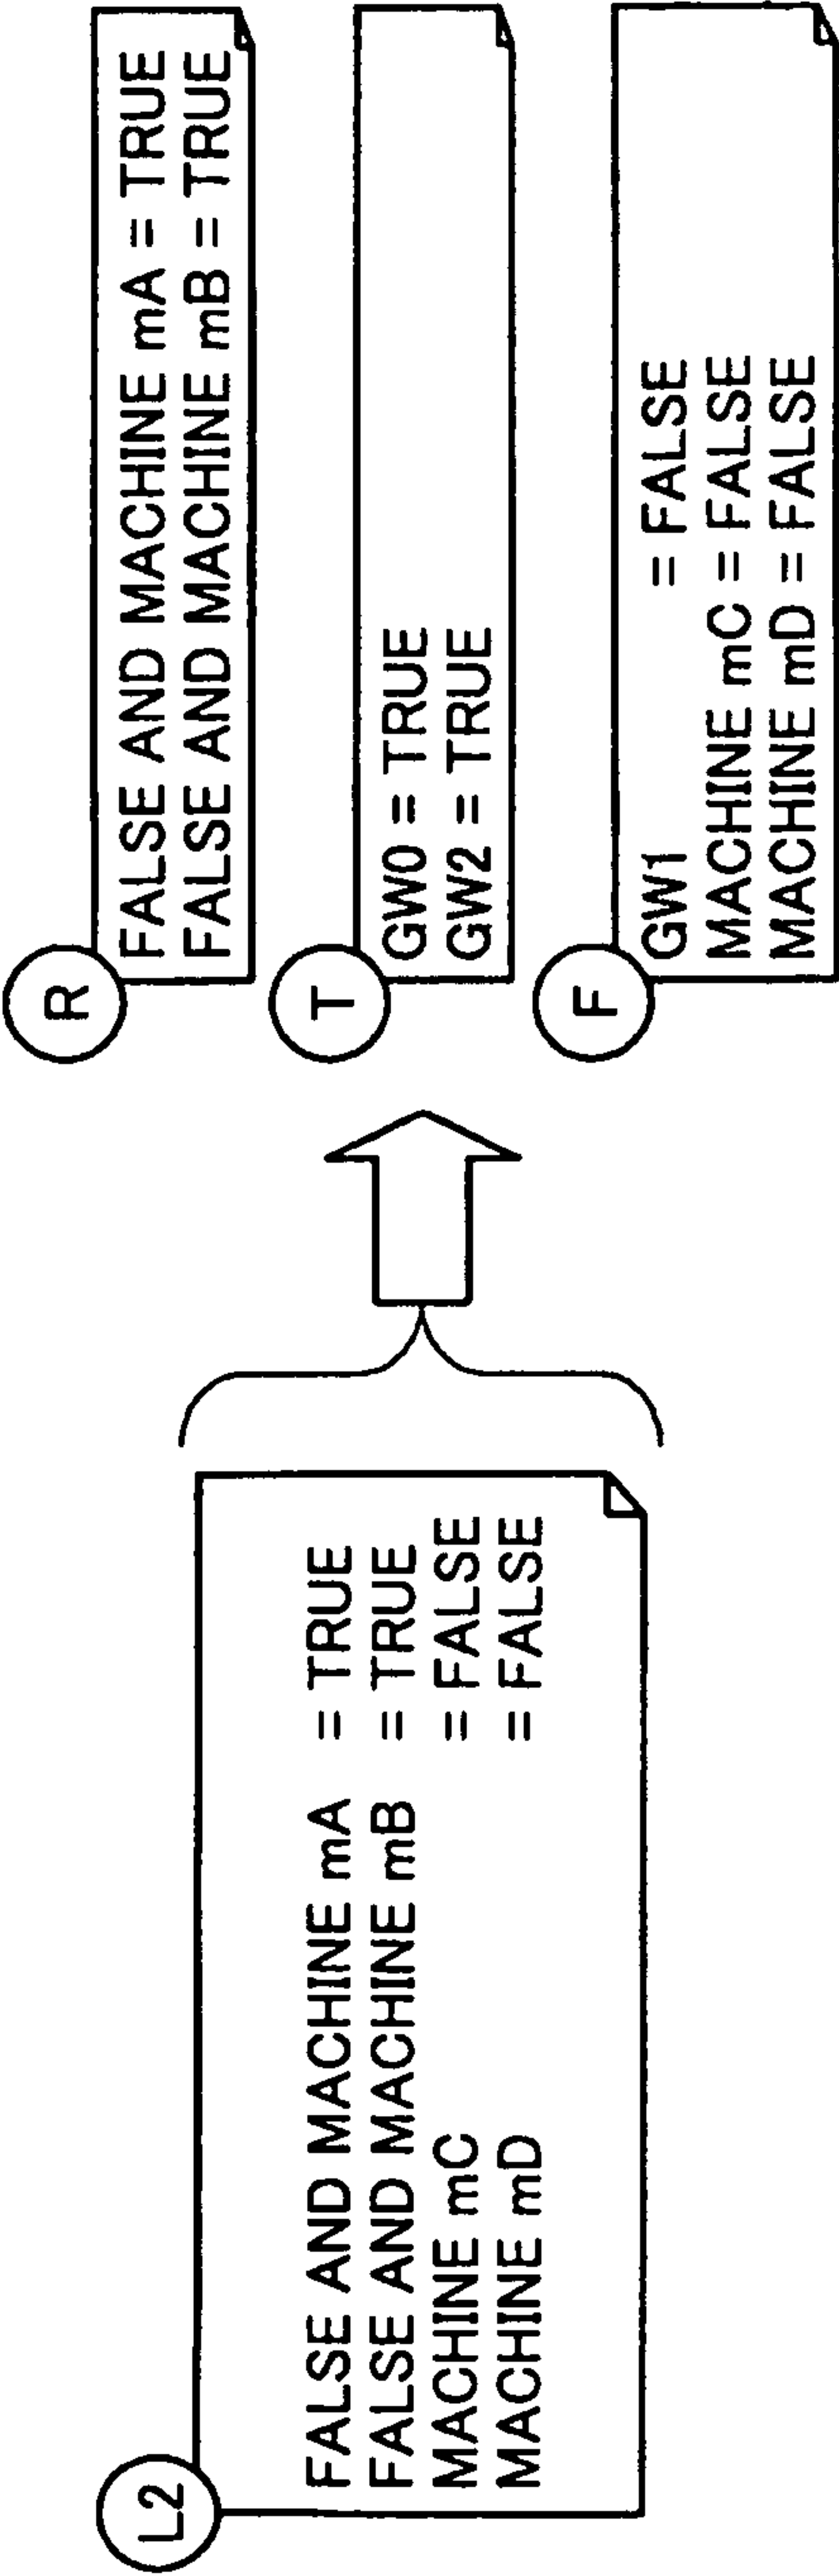 L2
FALSE AND MACHINE mA = TRUE
FALSE AND MACHINE mB = TRUE
MACHINE mC = FALSE
MACHINE mD = FALSE
R
FALSE AND MACHINE mA = TRUE
FALSE AND MACHINE mB = TRUE
T
GW0 = TRUE
GW2 = TRUE
F
GW1 = FALSE
MACHINE mC = FALSE
MACHINE mD = FALSE